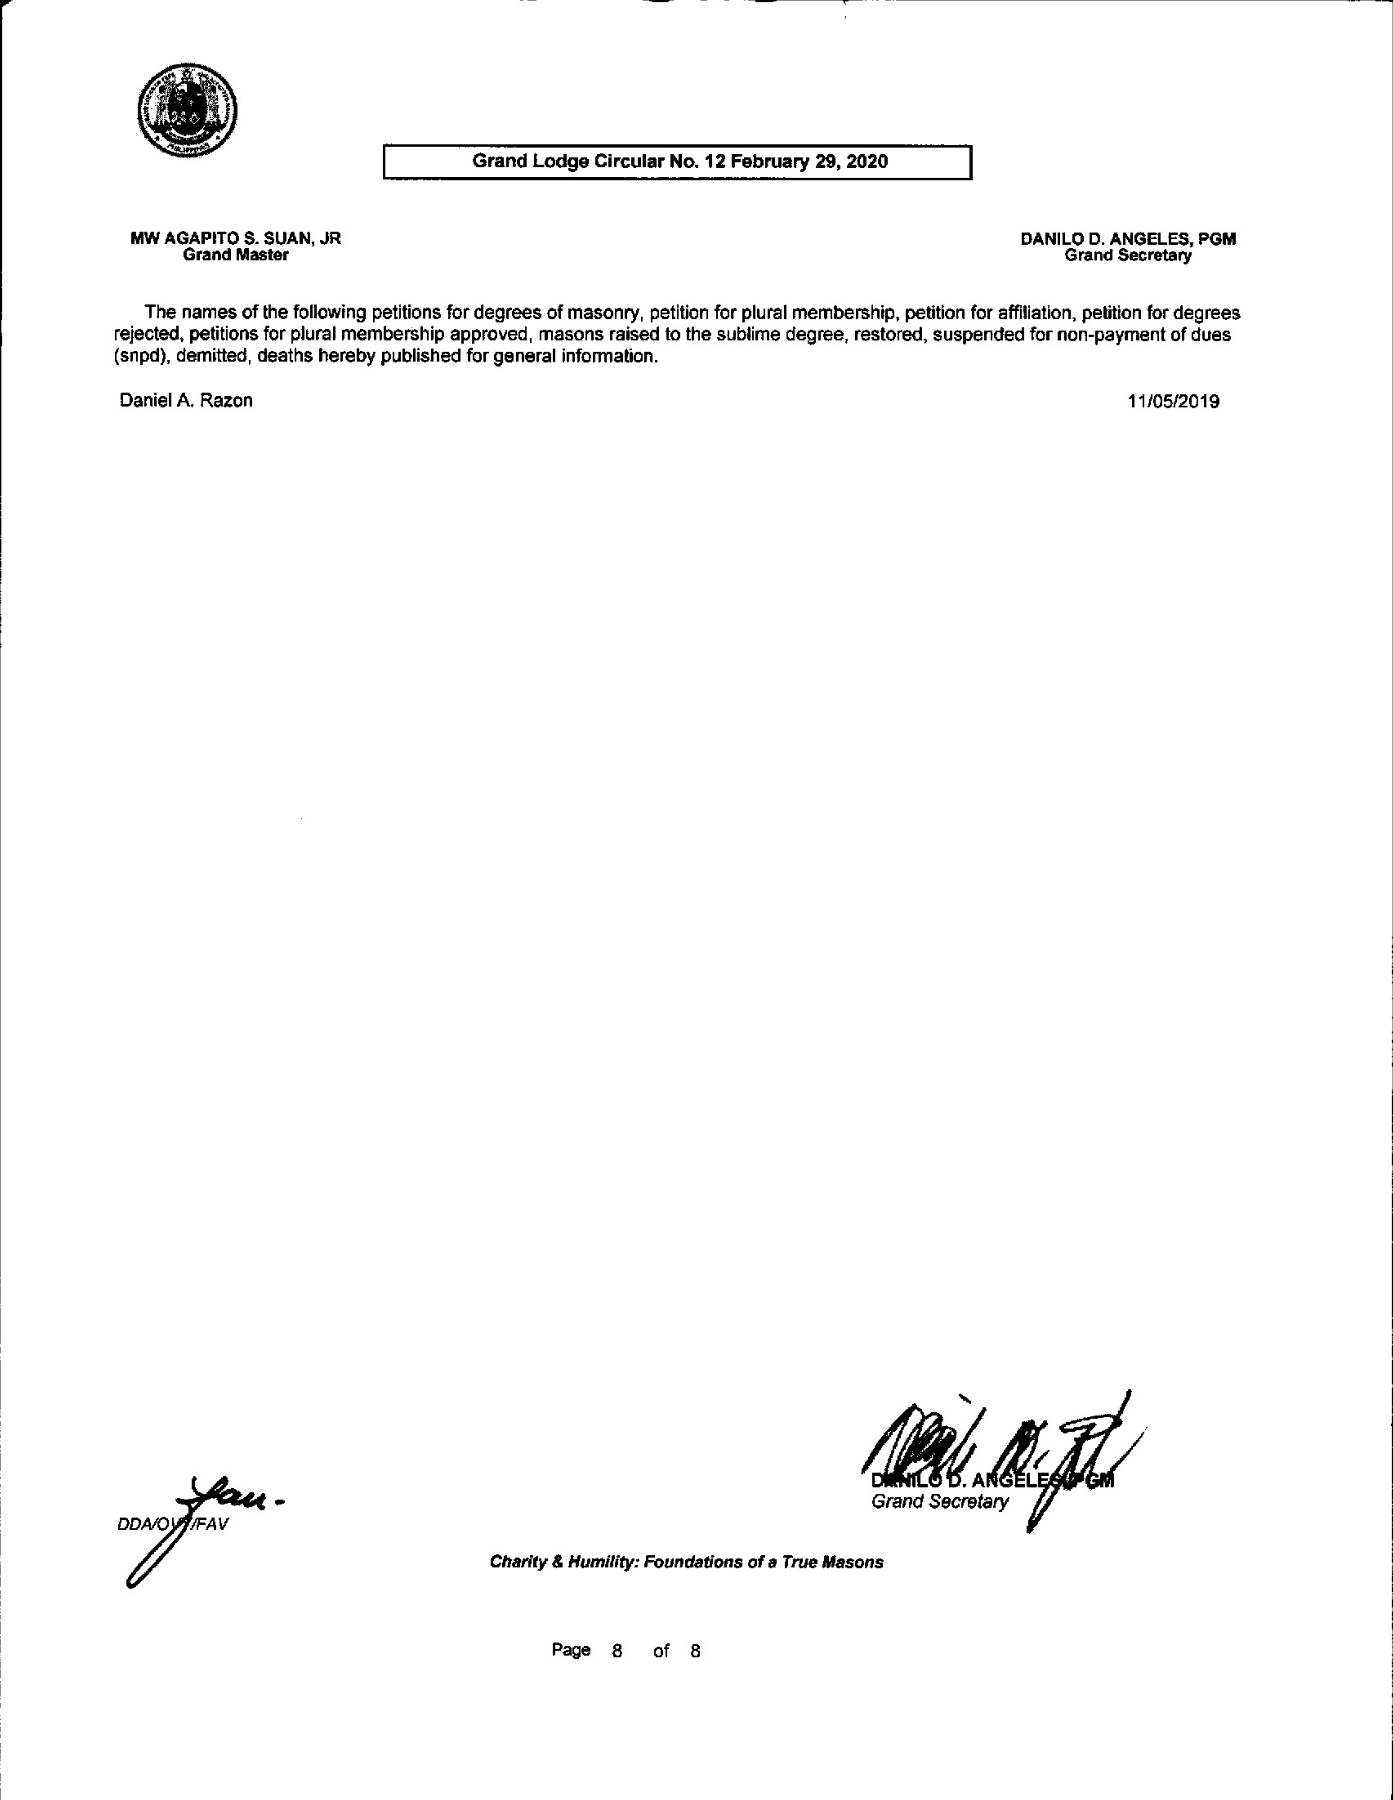 PHILIPPINES
Grand Lodge Circular No. 12 February 29, 2020
MW AGAPITO S. SUAN, JR
Grand Master
DANILO D. ANGELES, PGM
Grand Secretary
The names of the following petitions for degrees of masonry, petition for plural membership, petition for affiliation, petition for degrees
rejected, petitions for plural membership approved, masons raised to the sublime degree, restored, suspended for non-payment of dues
(snpd), demitted, deaths hereby published for general information.
Daniel A. Razon 11/05/2019
DANILO D. ANGELES, PGM
Grand Secretary
DDA/ /FAV
Charity & Humility: Foundations of a True Masons
Page 8 of 8